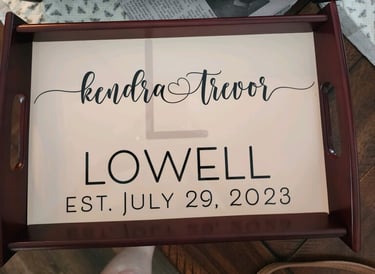 L
kendra♡trevor
LOWELL
EST. JULY 29, 2023